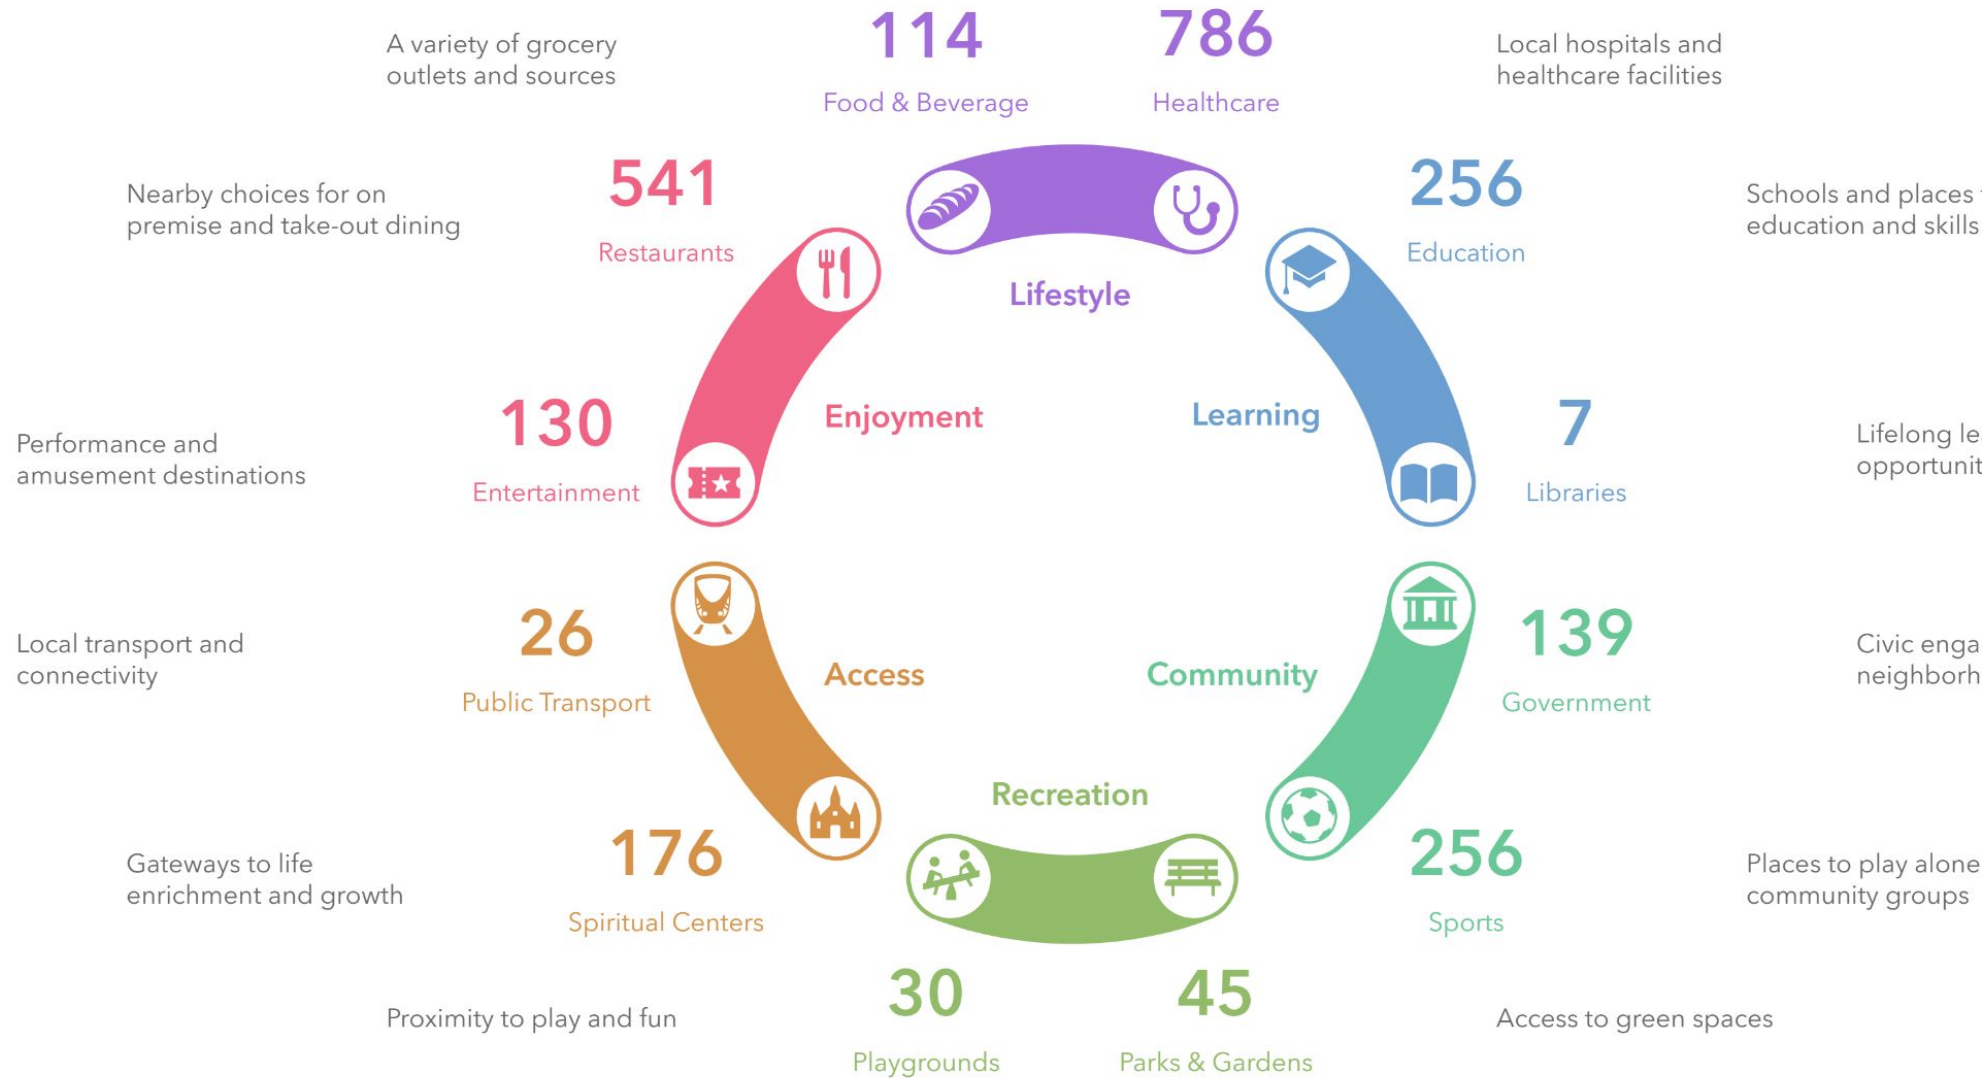 114
786
A variety of grocery
outlets and sources
Local hospitals and
healthcare facilities
Food & Beverage
Healthcare
541
256
Nearby choices for on
premise and take-out dining
Schools and places
education and skills
Restaurants
Education
Lifestyle
130
Enjoyment
Learning
7
Performance and
amusement destinations
Lifelong
Entertainment
Libraries
26
139
Local transport and
connectivity
Access
Community
Civic
Public Transport
Government
Recreation
176
256
Gateways to life
enrichment and growth
Places to play alone
community groups
Spiritual Centers
Sports
30
45
Proximity to play and fun
Access to green spaces
Playgrounds
Parks & Gardens